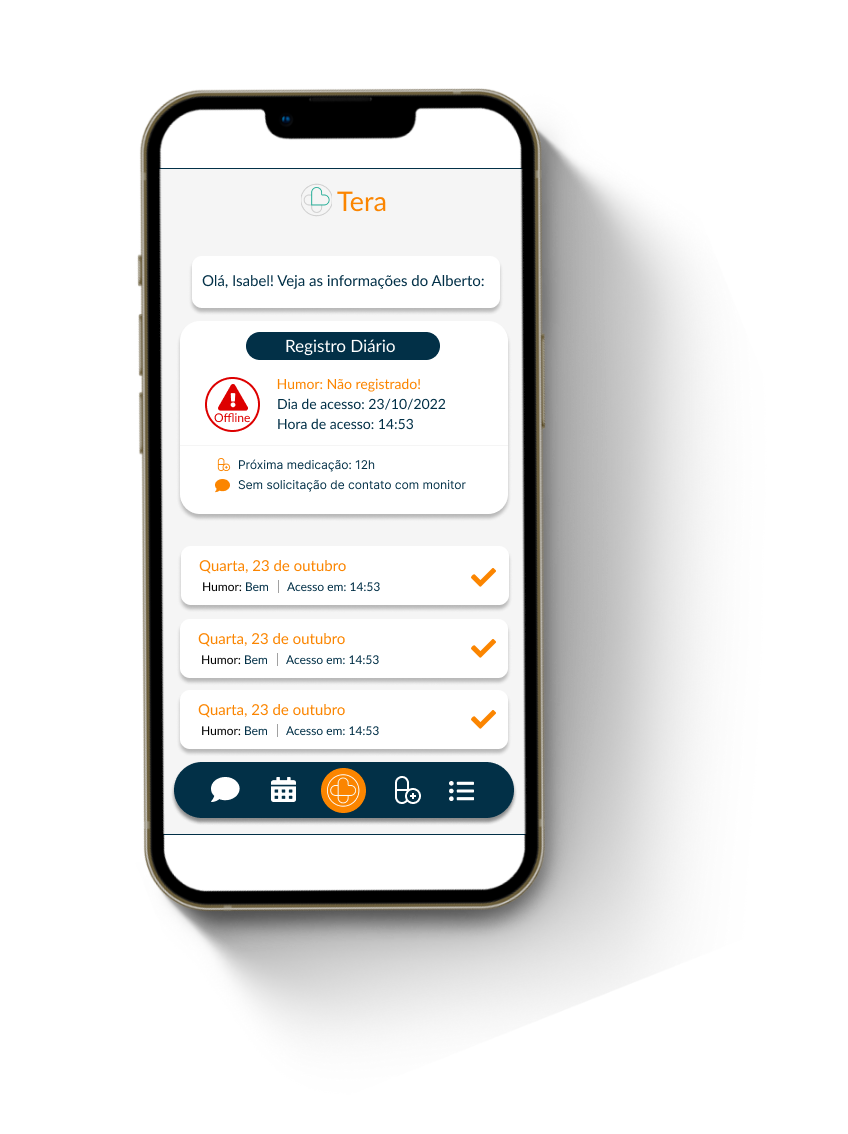 Tera
Olá, Isabel! Veja as informações do Alberto:
Registro Diário
Offline
Humor: Não registrado!
Dia de acesso: 23/10/2022
Hora de acesso: 14:53
Próxima medicação: 12h
Sem solicitação de contato com monitor
Quarta, 23 de outubro
Humor: Bem | Acesso em: 14:53
Quarta, 23 de outubro
Humor: Bem | Acesso em: 14:53
Quarta, 23 de outubro
Humor: Bem | Acesso em: 14:53